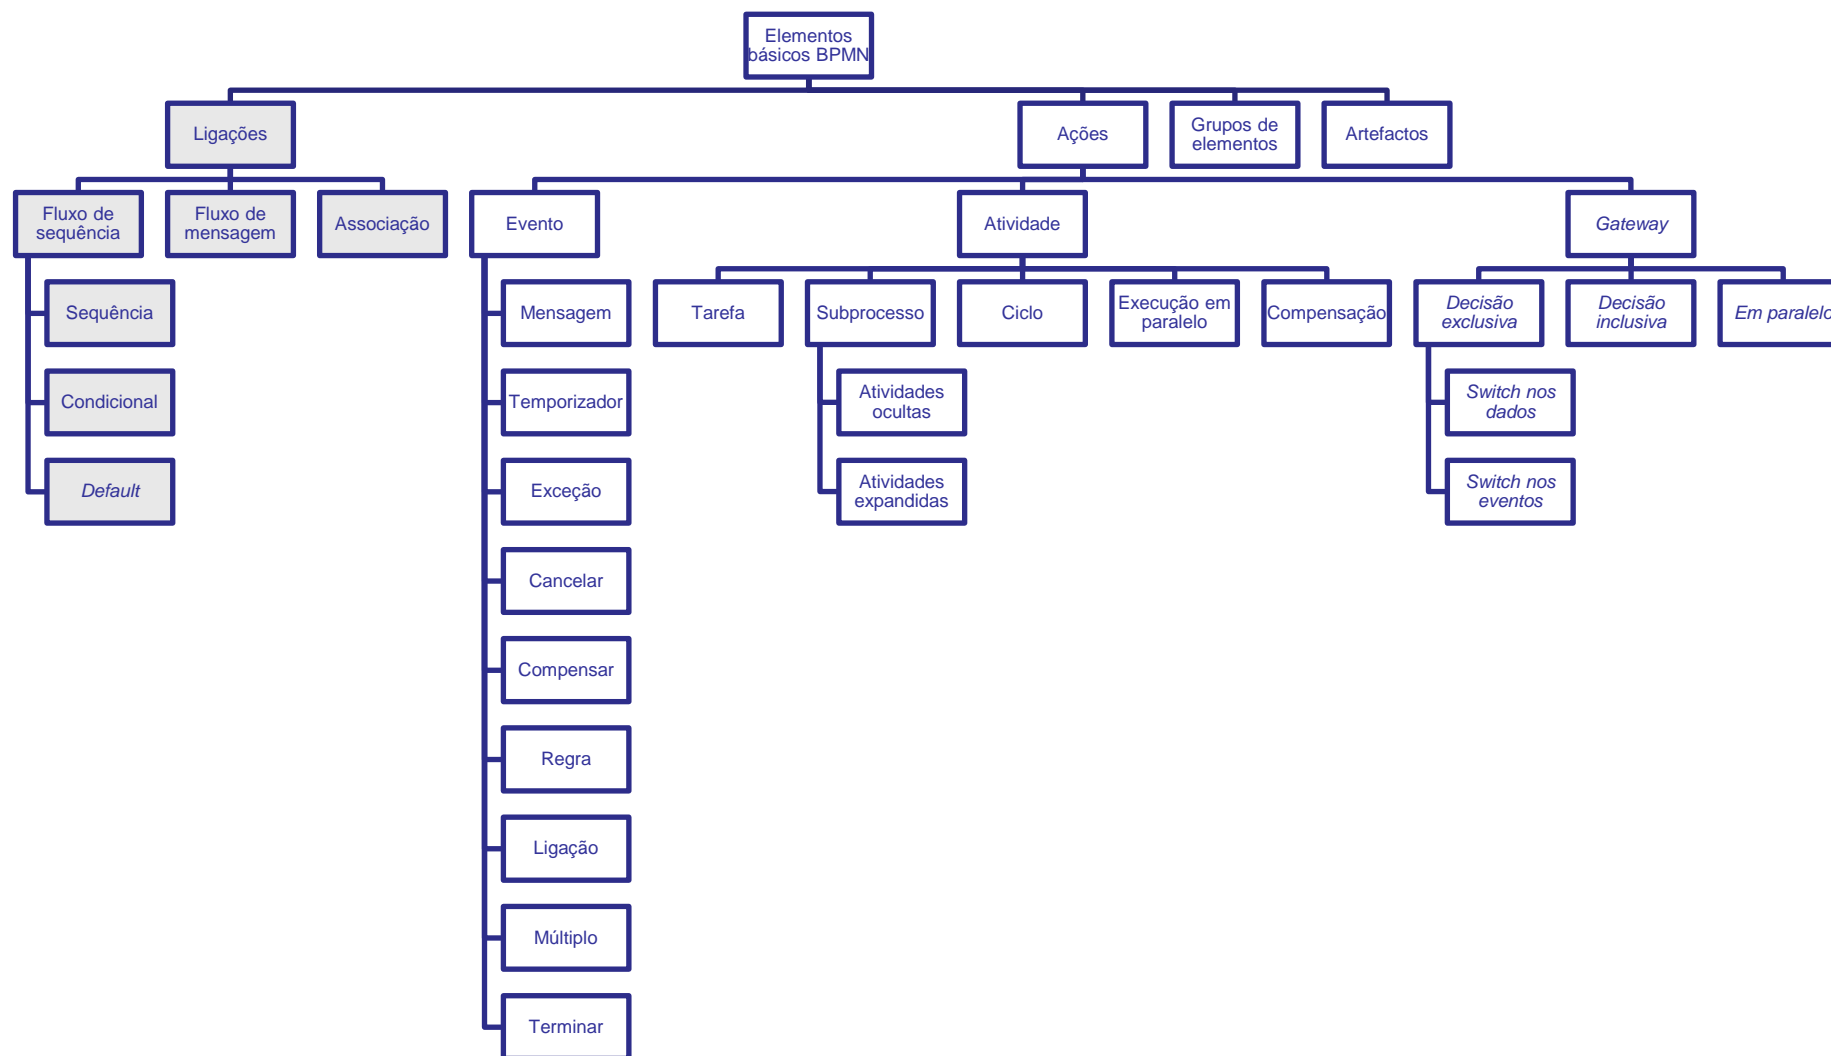 Elementos
básicos BPMN
Ligações
Ações
Grupos de
elementos
Artefactos
Fluxo de
sequência
Fluxo de
mensagem
Associação
Evento
Atividade
Gateway
Sequência
Condicional
Default
Mensagem
Temporizador
Exceção
Cancelar
Compensar
Regra
Ligação
Múltiplo
Terminar
Tarefa
Subprocesso
Ciclo
Execução em
paralelo
Compensação
Atividades
ocultas
Atividades
expandidas
Decisão
exclusiva
Decisão
inclusiva
Em paralelo
Switch nos
dados
Switch nos
eventos